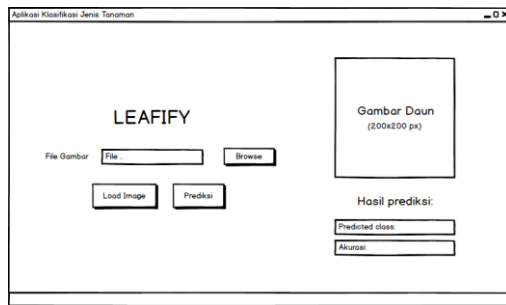 Aplikasi Klasifikasi Jenis Tanaman
LEAFIFY
File Gambar
File ..
Browse
Load Image
Prediksi
Gambar Daun
(200x200 px)
Hasil prediksi:
Predicted class:
Akurasi: